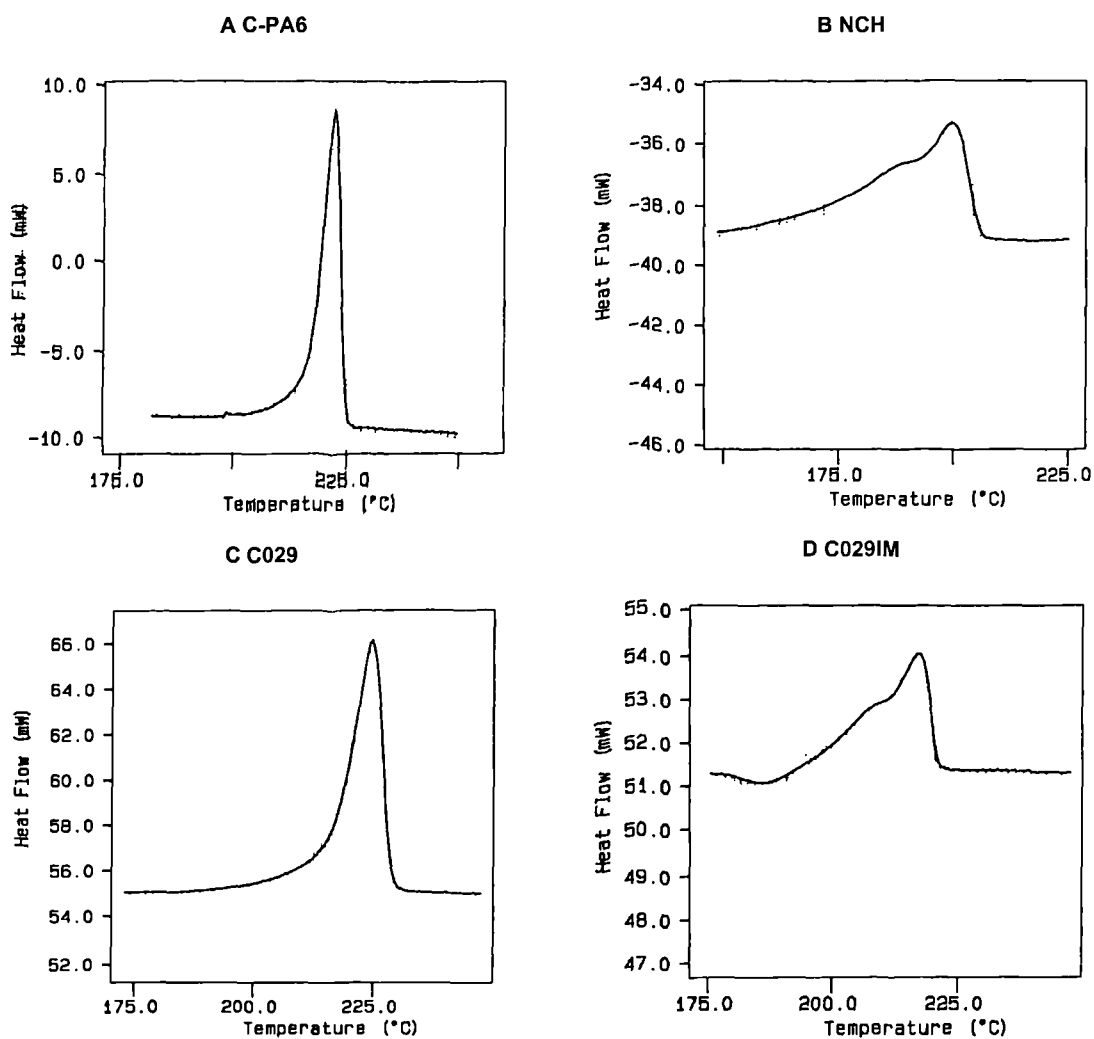 A C-PA6
10.0
5.0
0.0
-5.0
-10.0
Heat Flow (mW)
175.0 225.0
Temperature (°C)
B NCH
-34.0
-36.0
-38.0
-40.0
-42.0
-44.0
-46.0
Heat Flow (mW)
175.0 225.0
Temperature (°C)
C C029
66.0
64.0
62.0
60.0
58.0
56.0
54.0
52.0
Heat Flow (mW)
175.0 200.0 225.0
Temperature (°C)
D C029IM
55.0
54.0
53.0
52.0
51.0
50.0
49.0
48.0
47.0
Heat Flow (mW)
175.0 200.0 225.0
Temperature (°C)